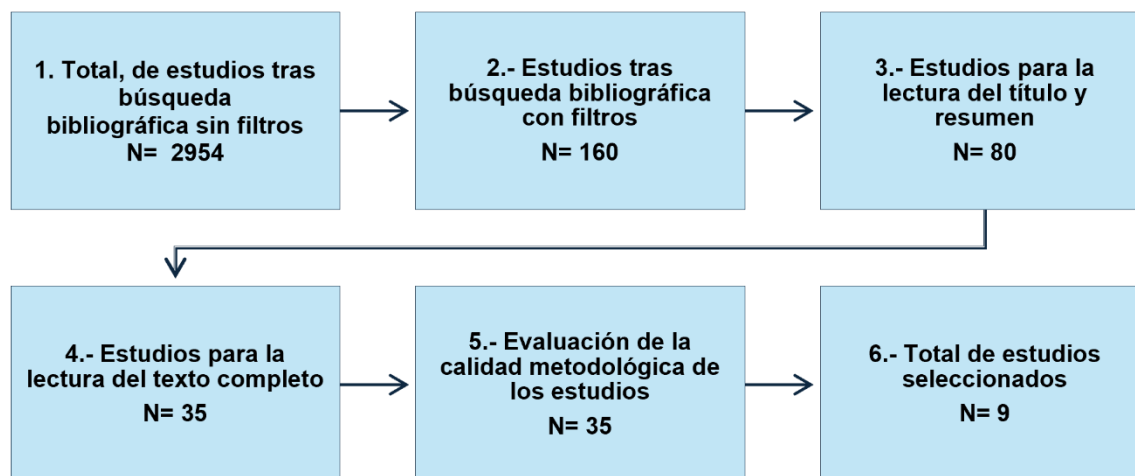 1. Total, de estudios tras
búsqueda
bibliográfica sin filtros
N= 2954
2.- Estudios tras
búsqueda bibliográfica
con filtros
N= 160
3.- Estudios para la
lectura del título y
resumen
N= 80
4.- Estudios para la
lectura del texto completo
N= 35
5.- Evaluación de la
calidad metodológica de
los estudios
N= 35
6.- Total de estudios
seleccionados
N= 9